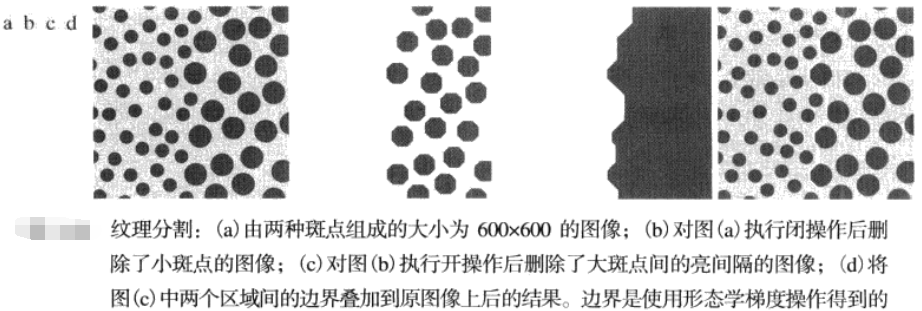 a b c d
纹理分割：(a)由两种斑点组成的大小为 600×600 的图像；(b)对图(a)执行闭操作后删
除了小斑点的图像；(c)对图(b)执行开操作后删除了大斑点间的亮间隔的图像；(d)将
图(c)中两个区域间的边界叠加到原图像上后的结果。边界是使用形态学梯度操作得到的